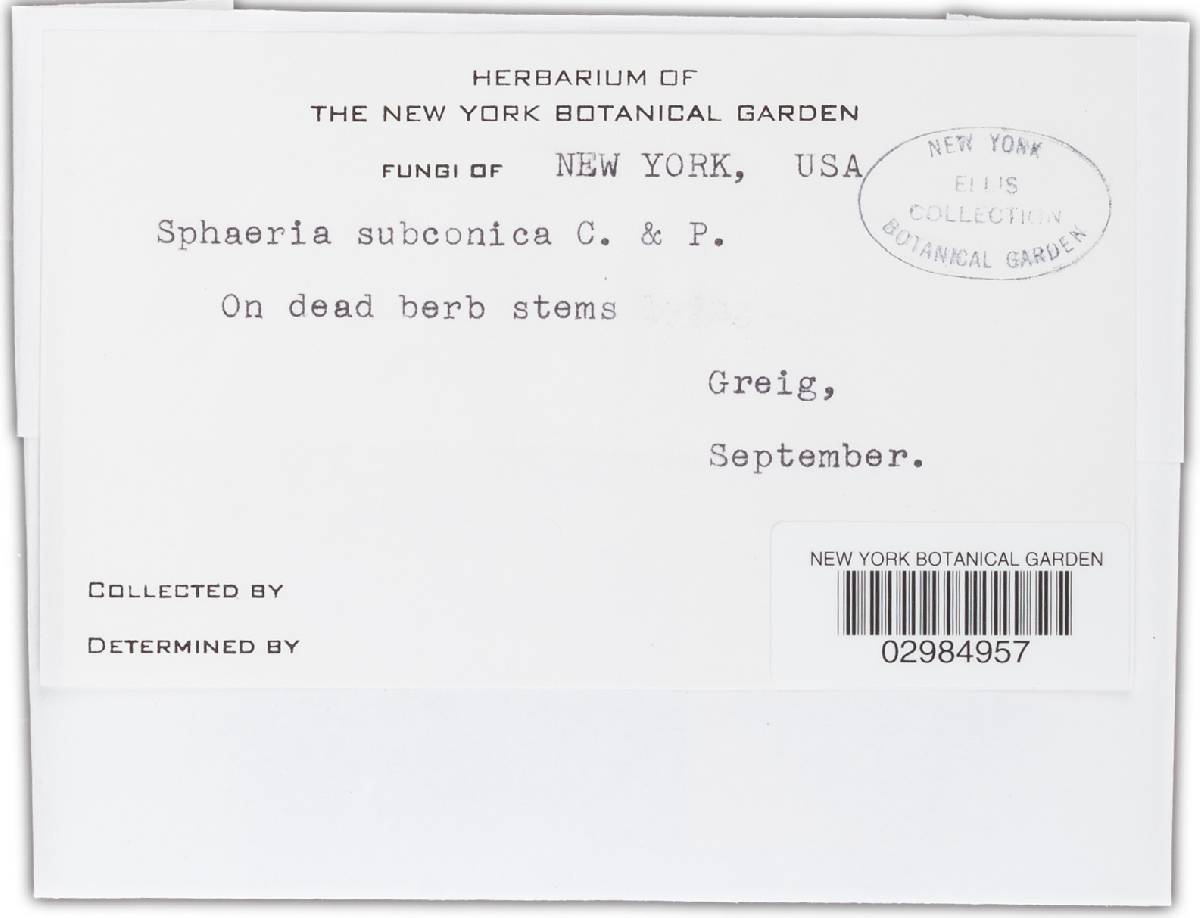 HERBARIUM OF
THE NEW YORK BOTANICAL GARDEN
FUNGI OF NEW YORK, USA
NEW YORK
ELLIS
COLLECTION
BOTANICAL GARDEN
Sphaeria subconica C. & P.
On dead berb stems
Greig,
September.
COLLECTED BY
DETERMINED BY
NEW YORK BOTANICAL GARDEN
02984957